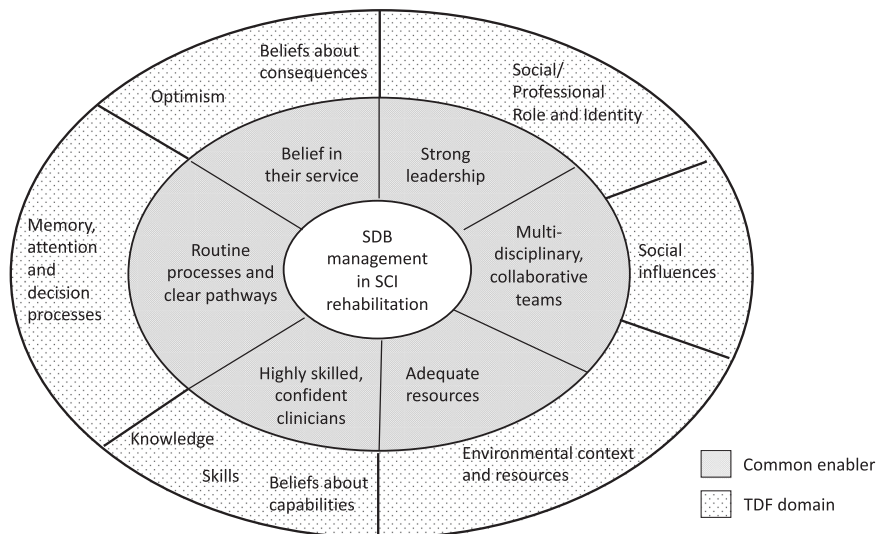 Beliefs about
consequences
Optimism
Social/
Professional
Role and Identity
Belief in
their service
Strong
leadership
Memory,
attention
and
decision
processes
Routine
processes and
clear pathways
SDB
management
in SCI
rehabilitation
Multi-
disciplinary,
collaborative
teams
Social
influences
Highly skilled,
confident
clinicians
Adequate
resources
Knowledge
Skills
Beliefs about
capabilities
Environmental context
and resources
Common enabler
TDF domain